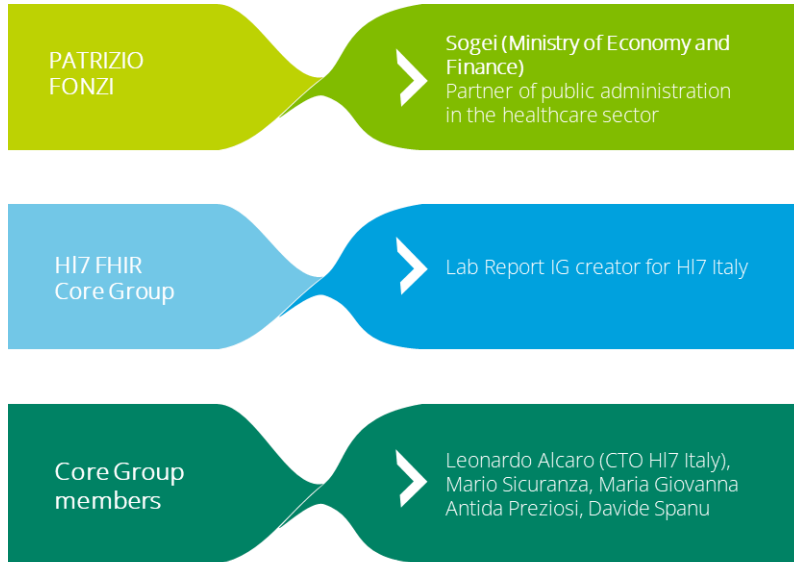 PATRIZIO
FONZI
Sogei (Ministry of Economy and
Finance)
Partner of public administration
in the healthcare sector
Hl7 FHIR
Core Group
Lab Report IG creator for Hl7 Italy
Core Group
members
Leonardo Alcaro (CTO Hl7 Italy),
Mario Sicuranza, Maria Giovanna
Antida Preziosi, Davide Spanu